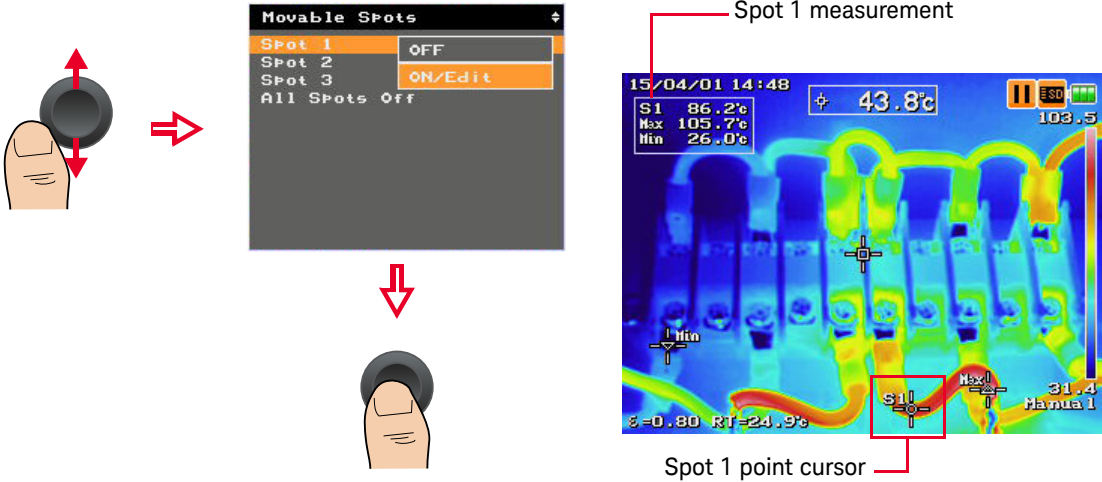 Movable Spots
Spot 1
OFF
Spot 2
Spot 3
ON/Edit
All Spots Off
Spot 1 measurement
15/04/01 14:48
43.8℃
ESD
S1 86.2℃
Max 105.7℃
Min 26.0℃
103.5
Min
Max
S1
31.4
Manual
ε=0.80 RT=24.9℃
Spot 1 point cursor